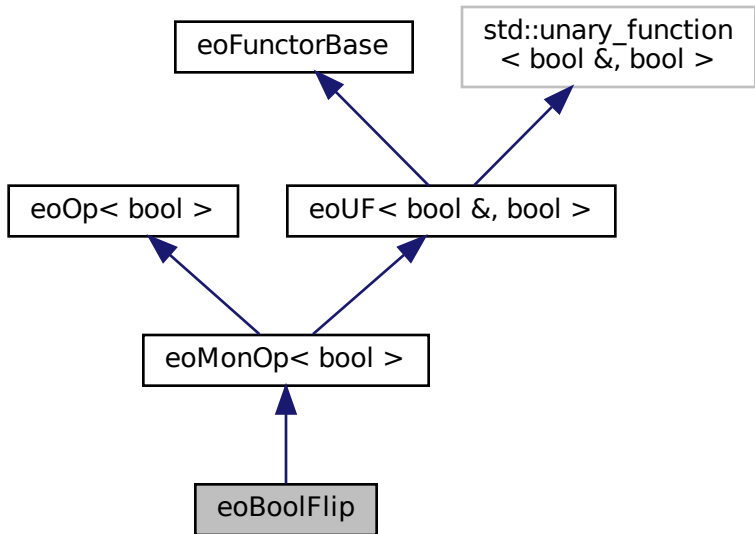 eoFunctorBase
std::unary_function
< bool &, bool >
eoOp< bool >
eoUF< bool &, bool >
eoMonOp< bool >
eoBoolFlip